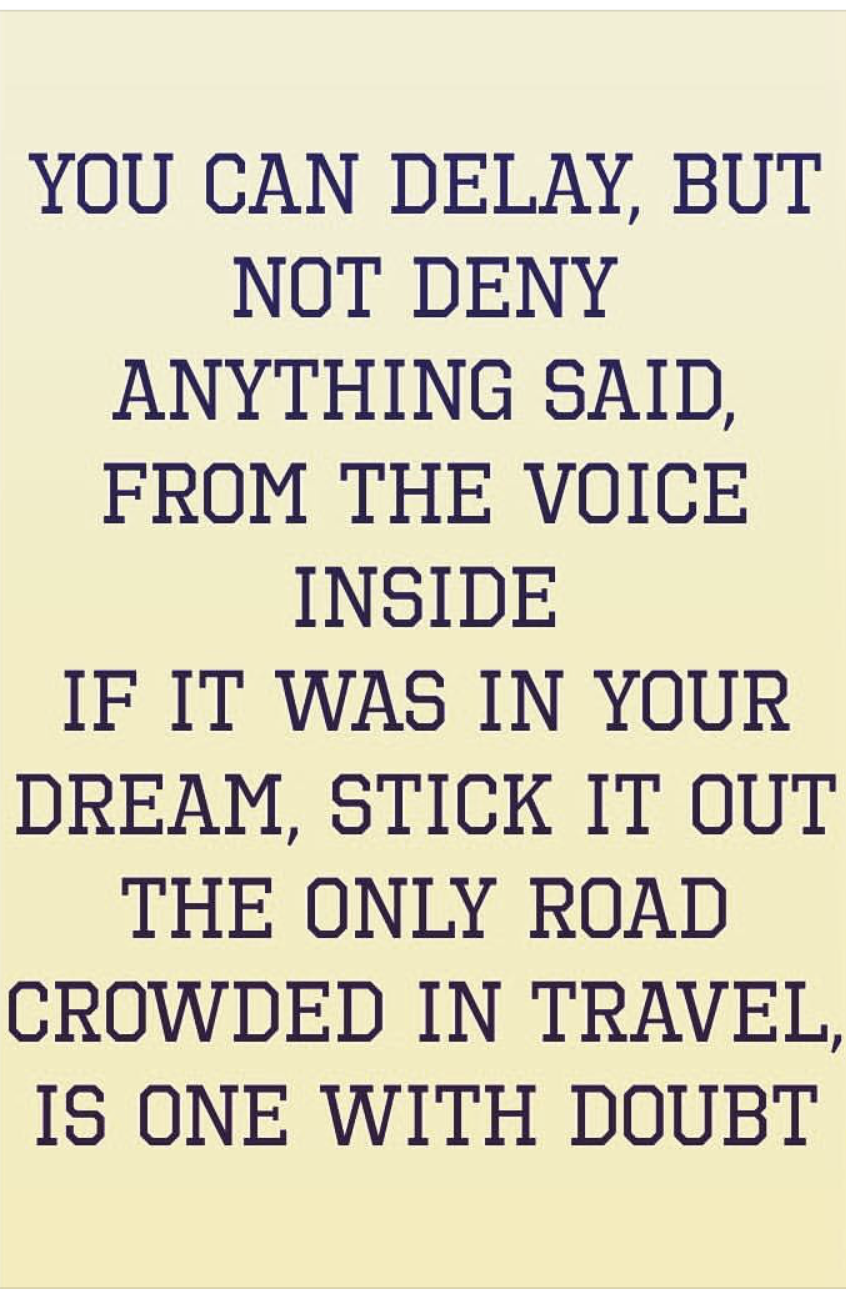 YOU CAN DELAY, BUT
NOT DENY
ANYTHING SAID,
FROM THE VOICE
INSIDE
IF IT WAS IN YOUR
DREAM, STICK IT OUT
THE ONLY ROAD
CROWDED IN TRAVEL,
IS ONE WITH DOUBT